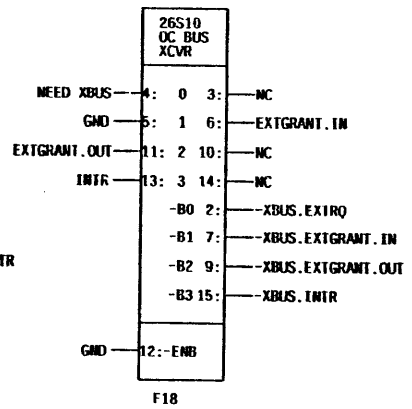 26S10
OC BUS
XCVR
NEED XBUS 4: 0 3: NC
GND 5: 1 6: EXTGRANT.IN
EXTGRANT.OUT 11: 2 10: NC
INTR 13: 3 14: NC
-B0 2: -XBUS.EXTRQ
-B1 7: -XBUS.EXTGRANT.IN
TR
-B2 9: -XBUS.EXTGRANT.OUT
-B3 15: -XBUS.INTR
GND 12:-ENB
F18